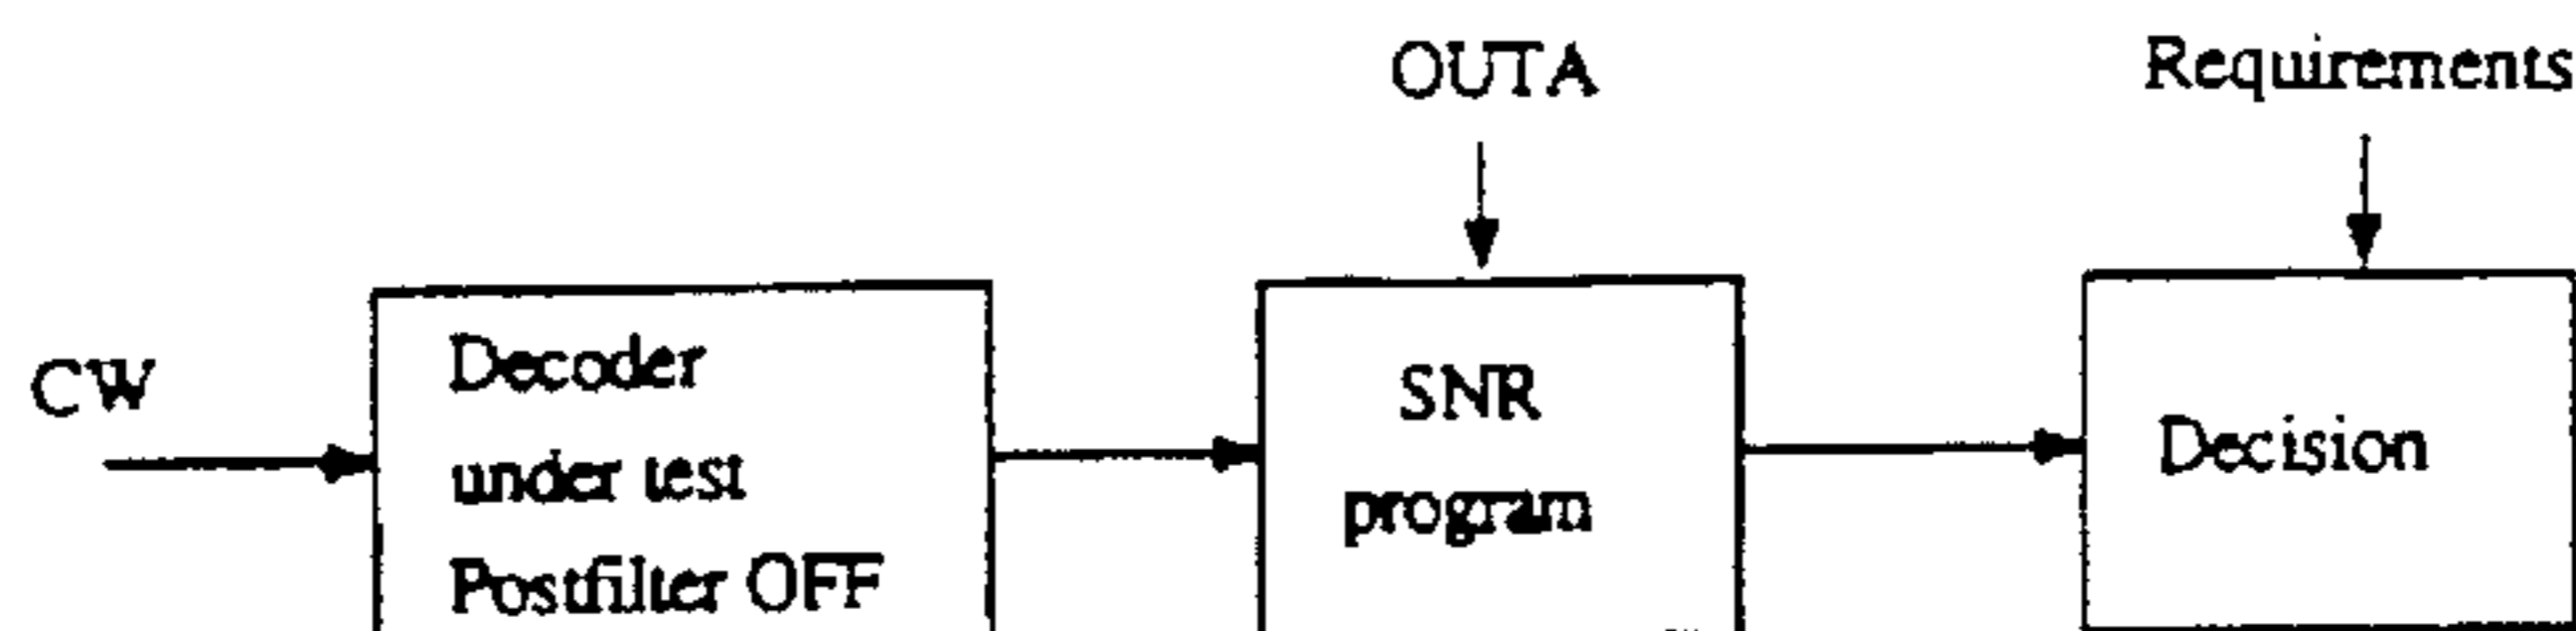 OUTA
Requirements
CW
Decoder
under test
Postfilter OFF
SNR
program
Decision